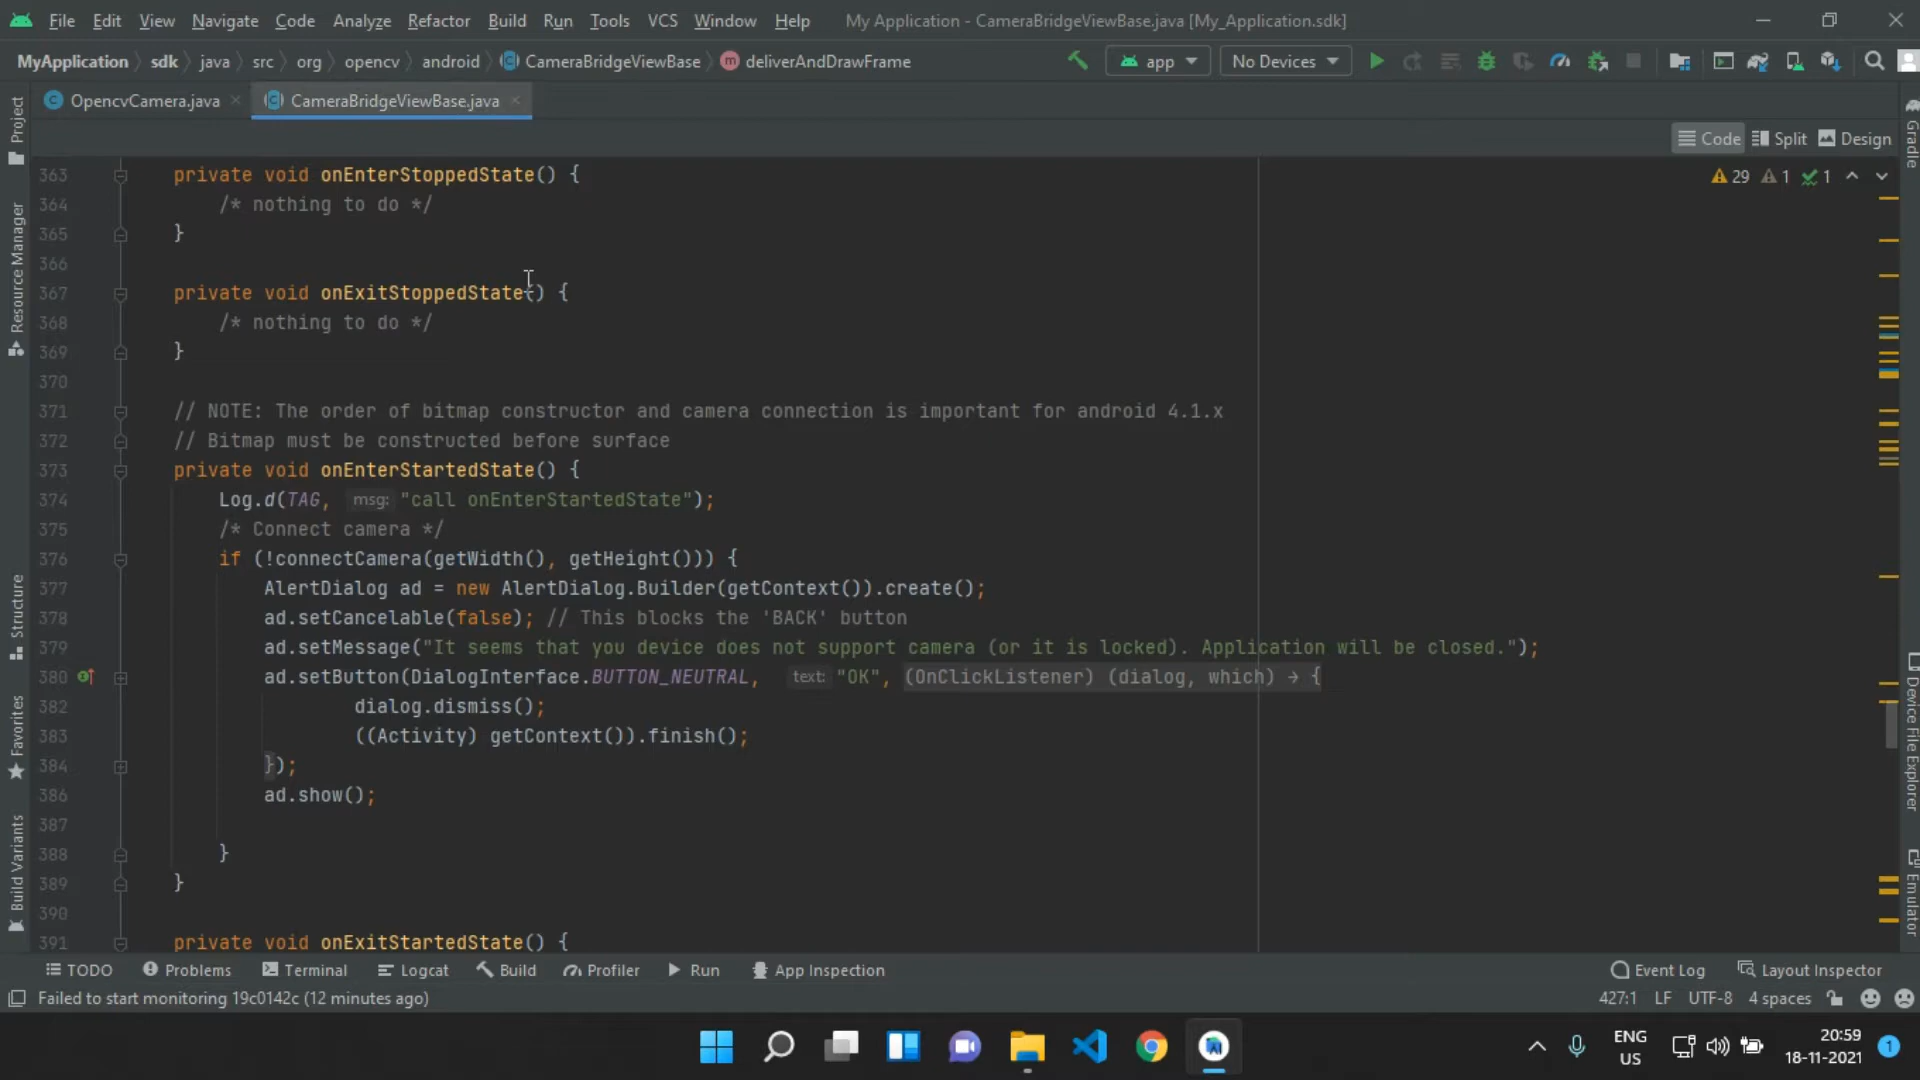 File Edit View Navigate Code Analyze Refactor Build Run Tools VCS Window Help My Application - CameraBridgeViewBase.java [My_Application.sdk]
MyApplication sdk java src org opencv android CameraBridgeViewBase m deliverAndDrawFrame app No Devices
OpencvCamera.java CameraBridgeViewBase.java
Code Split Design
29 1 1
363 private void onEnterStoppedState() {
364 /* nothing to do */
365 }
366
367 private void onExitStoppedState() {
368 /* nothing to do */
369 }
370
371 // NOTE: The order of bitmap constructor and camera connection is important for android 4.1.x
372 // Bitmap must be constructed before surface
373 private void onEnterStartedState() {
374 Log.d(TAG, msg: "call onEnterStartedState");
375 /* Connect camera */
376 if (!connectCamera(getWidth(), getHeight())) {
377 AlertDialog ad = new AlertDialog.Builder(getContext()).create();
378 ad.setCancelable(false); // This blocks the 'BACK' button
379 ad.setMessage("It seems that you device does not support camera (or it is locked). Application will be closed.");
380 ad.setButton(DialogInterface.BUTTON_NEUTRAL, text: "OK", (OnClickListener) (dialog, which) → {
382 dialog.dismiss();
383 ((Activity) getContext()).finish();
384 });
386 ad.show();
387
388 }
389 }
390
391 private void onExitStartedState() {
Project
Resource Manager
Structure
Favorites
Build Variants
Gradle
Device File Explorer
Emulator
TODO Problems Terminal Logcat Build Profiler Run App Inspection Event Log Layout Inspector
Failed to start monitoring 19c0142c (12 minutes ago) 427:1 LF UTF-8 4 spaces
ENG
US
20:59
18-11-2021
1